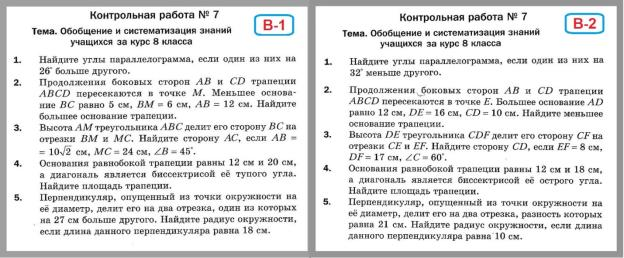 Контрольная работа № 7
В-1
Тема. Обобщение и систематизация знаний
учащихся за курс 8 класса
1. Найдите углы параллелограмма, если один из них на
26° больше другого.
2. Продолжения боковых сторон AB и CD трапеции
ABCD пересекаются в точке M. Меньшее основа-
ние BC равно 5 см, BM = 6 см, AB = 12 см. Найдите
большее основание трапеции.
3. Высота AM треугольника ABC делит его сторону BC на
отрезки BM и MC. Найдите сторону AC, если AB =
= 10√2 см, MC = 24 см, ∠B = 45°.
4. Основания равнобокой трапеции равны 12 см и 20 см,
а диагональ является биссектрисой её тупого угла.
Найдите площадь трапеции.
5. Перпендикуляр, опущенный из точки окружности на
её диаметр, делит его на два отрезка, один из которых
на 27 см больше другого. Найдите радиус окружности,
если длина данного перпендикуляра равна 18 см.
Контрольная работа № 7
В-2
Тема. Обобщение и систематизация знаний
учащихся за курс 8 класса
1. Найдите углы параллелограмма, если один из них на
32° меньше другого.
2. Продолжения боковых сторон AB и CD трапеции
ABCD пересекаются в точке E. Большее основание AD
равно 12 см, DE = 16 см, CD = 10 см. Найдите меньшее
основание трапеции.
3. Высота DE треугольника CDF делит его сторону CF на
отрезки CE и EF. Найдите сторону CD, если EF = 8 см,
DF = 17 см, ∠C = 60°.
4. Основания равнобокой трапеции равны 12 см и 18 см,
а диагональ является биссектрисой её острого угла.
Найдите площадь трапеции.
5. Перпендикуляр, опущенный из точки окружности на
её диаметр, делит его на два отрезка, разность которых
равна 21 см. Найдите радиус окружности, если длина
данного перпендикуляра равна 10 см.